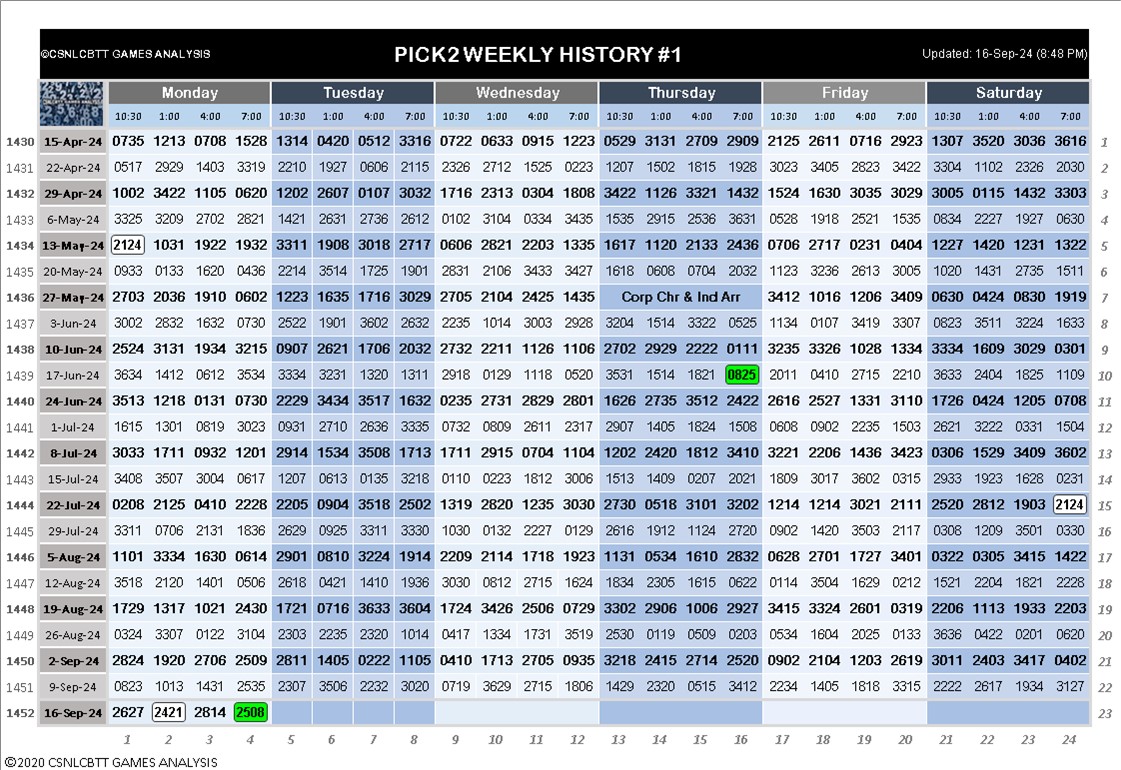 ©CSNLCBTT GAMES ANALYSIS PICK2 WEEKLY HISTORY #1 Updated: 16-Sep-24 (8:48 PM)
Monday Tuesday Wednesday Thursday Friday Saturday
10:30 1:00 4:00 7:00 10:30 1:00 4:00 7:00 10:30 1:00 4:00 7:00 10:30 1:00 4:00 7:00 10:30 1:00 4:00 7:00 10:30 1:00 4:00 7:00
1430 15-Apr-24 0735 1213 0708 1528 1314 0420 0512 3316 0722 0633 0915 1223 0529 3131 2709 2909 2125 2611 0716 2923 1307 3520 3036 3616 1
1431 22-Apr-24 0517 2929 1403 3319 2210 1927 0606 2115 2326 2712 1525 0223 1207 1502 1815 1928 3023 3405 2823 3422 3304 1102 2326 2030 2
1432 29-Apr-24 1002 3422 1105 0620 1202 2607 0107 3032 1716 2313 0304 1808 3422 1126 3321 1432 1524 1630 3035 3029 3005 0115 1432 3303 3
1433 6-May-24 3325 3209 2702 2821 1421 2631 2736 2612 0102 3104 0334 3435 1535 2915 2536 3631 0528 1918 2521 1535 0834 2227 1927 0630 4
1434 13-May-24 2124 1031 1922 1932 3311 1908 3018 2717 0606 2821 2203 1335 1617 1120 2133 2436 0706 2717 0231 0404 1227 1420 1231 1322 5
1435 20-May-24 0933 0133 1620 0436 2214 3514 1725 1901 2831 2106 3433 3427 1618 0608 0704 2032 1123 3236 2613 3005 1020 1431 2735 1511 6
1436 27-May-24 2703 2036 1910 0602 1223 1635 1716 3029 2705 2104 2425 1435 Corp Chr & Ind Arr 3412 1016 1206 3409 0630 0424 0830 1919 7
1437 3-Jun-24 3002 2832 1632 0730 2522 1901 3602 2632 2235 1014 3003 2928 3204 1514 3322 0525 1134 0107 3419 3307 0823 3511 3224 1633 8
1438 10-Jun-24 2524 3131 1934 3215 0907 2621 1706 2032 2732 2211 1126 1106 2702 2929 2222 0111 3235 3326 1028 1334 3334 1609 3029 0301 9
1439 17-Jun-24 3634 1412 0612 3534 3334 3231 1320 1311 2918 0129 1118 0520 3531 1514 1821 0825 2011 0410 2715 2210 3633 2404 1825 1109 10
1440 24-Jun-24 3513 1218 0131 0730 2229 3434 3517 1632 0235 2731 2829 2801 1626 2735 3512 2422 2616 2527 1331 3110 1726 0424 1205 0708 11
1441 1-Jul-24 1615 1301 0819 3023 0931 2710 2636 3335 0732 0809 2611 2317 2907 1405 1824 1508 0608 0902 2235 1503 2621 3222 0331 1504 12
1442 8-Jul-24 3033 1711 0932 1201 2914 1534 3508 1713 1711 2915 0704 1104 1202 2420 1812 3410 3221 2206 1436 3423 0306 1529 3409 3602 13
1443 15-Jul-24 3408 3507 3004 0617 1207 0613 0135 3218 0110 0223 1812 3006 1513 1409 0207 2021 1809 3017 3602 0315 2933 1923 1628 0231 14
1444 22-Jul-24 0208 2125 0410 2228 2205 0904 3518 2502 1319 2820 1235 3030 2730 0518 3101 3202 1214 1214 3021 2111 2520 2812 1903 2124 15
1445 29-Jul-24 3311 0706 2131 1836 2629 0925 3311 3330 1030 0132 2227 0129 2616 1912 1124 2720 0902 1420 3503 2117 0308 1209 3501 0330 16
1446 5-Aug-24 1101 3334 1630 0614 2901 0810 3224 1914 2209 2114 1718 1923 1131 0534 1610 2832 0628 2701 1727 3401 0322 0305 3415 1422 17
1447 12-Aug-24 3518 2120 1401 0506 2618 0421 1410 1936 3030 0812 2715 1624 1834 2305 1615 0622 0114 3504 1629 0212 1521 2204 1821 2228 18
1448 19-Aug-24 1729 1317 1021 2430 1721 0716 3633 3604 1724 3426 2506 0729 3302 2906 1006 2927 3415 3324 2601 0319 2206 1113 1933 2203 19
1449 26-Aug-24 0324 3307 0122 3104 2303 2235 2320 1014 0417 1334 1731 3519 2530 0119 0509 0203 0534 1604 2025 0133 3636 0422 0201 0620 20
1450 2-Sep-24 2824 1920 2706 2509 2811 1405 0222 1105 0410 1713 2705 0935 3218 2415 2714 2520 0902 2104 1203 2619 3011 2403 3417 0402 21
1451 9-Sep-24 0823 1013 1431 2535 2307 3506 2232 3020 0719 3629 2715 1806 1429 2320 0515 3412 2234 1405 1818 3315 2222 2617 1934 3127 22
1452 16-Sep-24 2627 2421 2814 2508 23
1 2 3 4 5 6 7 8 9 10 11 12 13 14 15 16 17 18 19 20 21 22 23 24
©2020 CSNLCBTT GAMES ANALYSIS